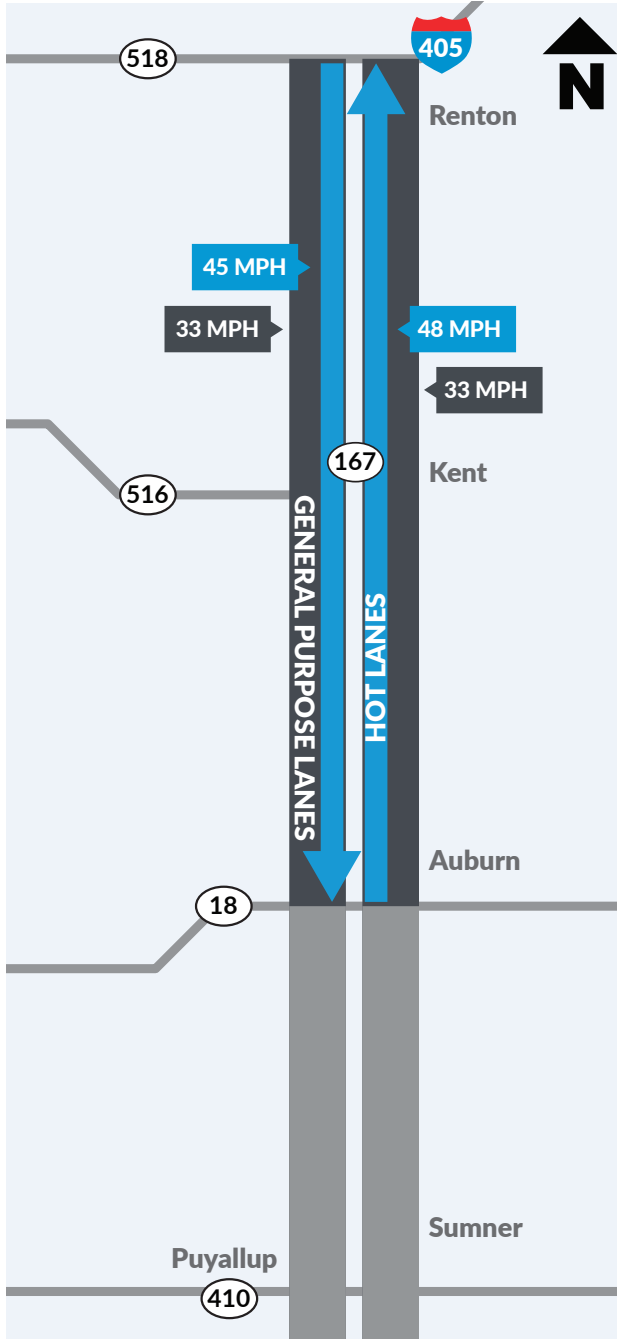 518
405
N
Renton
45 MPH
33 MPH
48 MPH
33 MPH
167
Kent
516
GENERAL PURPOSE LANES
HOT LANES
Auburn
18
Sumner
Puyallup
410